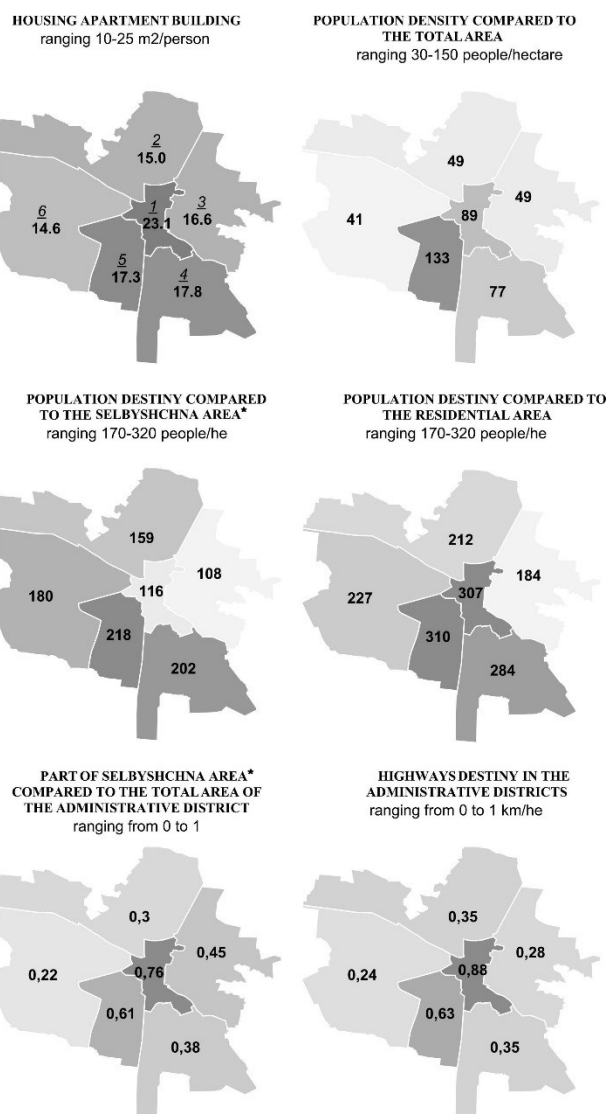 HOUSING APARTMENT BUILDING
ranging 10-25 m2/person
2
15.0
6
14.6
1
23.1
3
16.6
5
17.3
4
17.8
POPULATION DENSITY COMPARED TO
THE TOTAL AREA
ranging 30-150 people/hectare
49
49
41
89
133
77
POPULATION DESTINY COMPARED
TO THE SELBYSHCHNA AREA*
ranging 170-320 people/he
159
108
180
116
218
202
POPULATION DESTINY COMPARED TO
THE RESIDENTIAL AREA
ranging 170-320 people/he
212
184
227
307
310
284
PART OF SELBYSHCHNA AREA*
COMPARED TO THE TOTAL AREA OF
THE ADMINISTRATIVE DISTRICT
ranging from 0 to 1
0,3
0,45
0,22
0,76
0,61
0,38
HIGHWAYS DESTINY IN THE
ADMINISTRATIVE DISTRICTS
ranging from 0 to 1 km/he
0,35
0,28
0,24
0,88
0,63
0,35